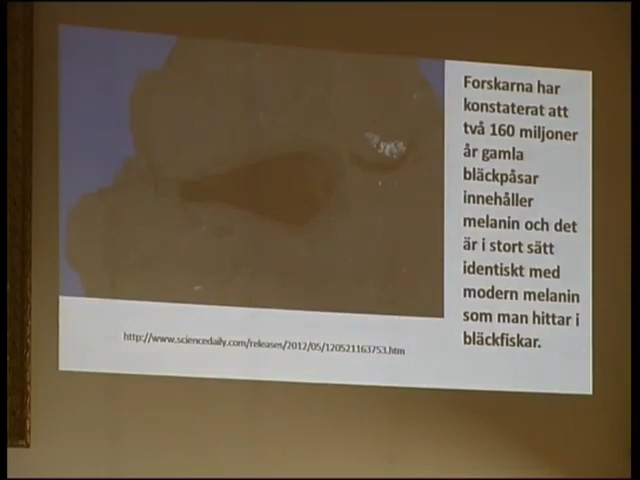 Forskarna har
konstaterat att
två 160 miljoner
år gamla
bläckpåsar
innehåller
melanin och det
är i stort sätt
identiskt med
modern melanin
som man hittar i
bläckfiskar.
http://www.sciencedaily.com/releases/2012/05/120521163753.htm